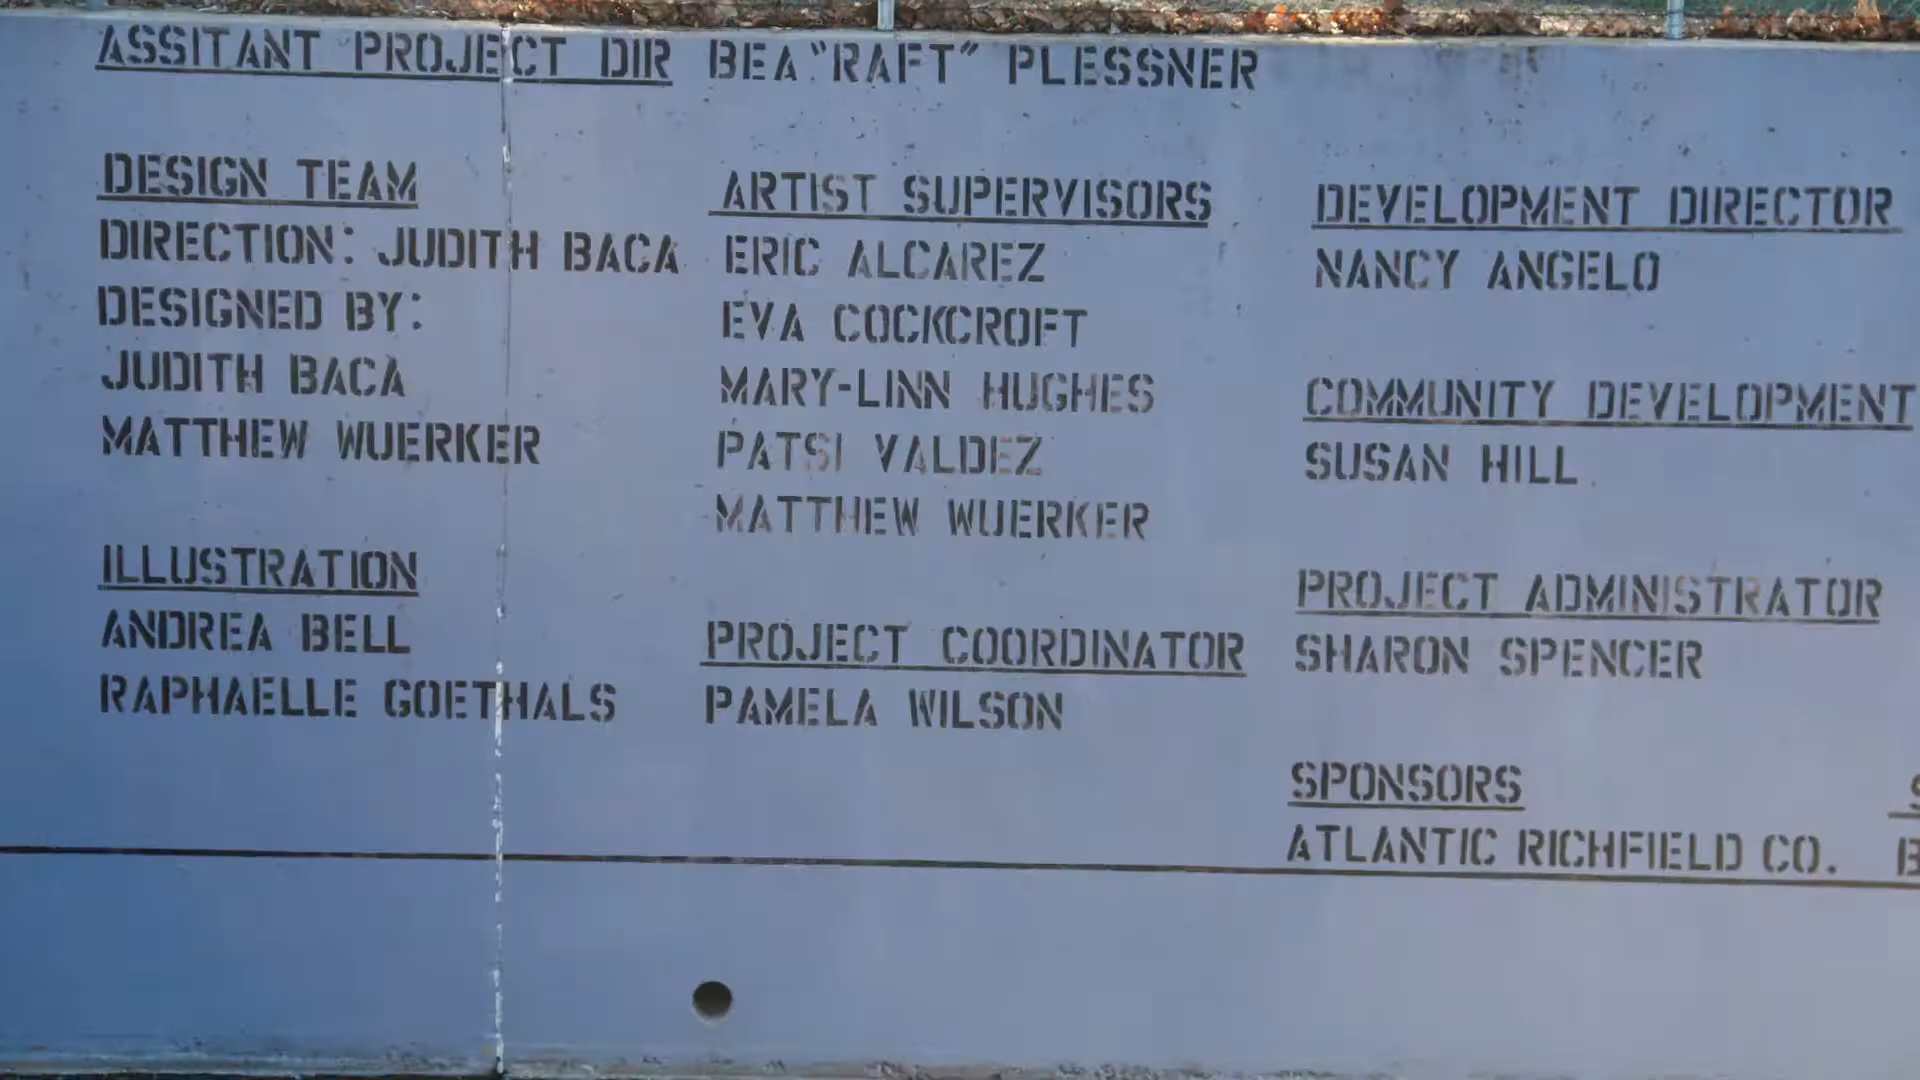 ASSITANT PROJECT DIR BEA "RAFT" PLESSNER
DESIGN TEAM
DIRECTION: JUDITH BACA
DESIGNED BY:
JUDITH BACA
MATTHEW WUERKER
ILLUSTRATION
ANDREA BELL
RAPHAELLE GOETHALS
ARTIST SUPERVISORS
ERIC ALCAREZ
EVA COCKCROFT
MARY-LINN HUGHES
PATSI VALDEZ
MATTHEW WUERKER
PROJECT COORDINATOR
PAMELA WILSON
DEVELOPMENT DIRECTOR
NANCY ANGELO
COMMUNITY DEVELOPMENT
SUSAN HILL
PROJECT ADMINISTRATOR
SHARON SPENCER
SPONSORS
ATLANTIC RICHFIELD CO.